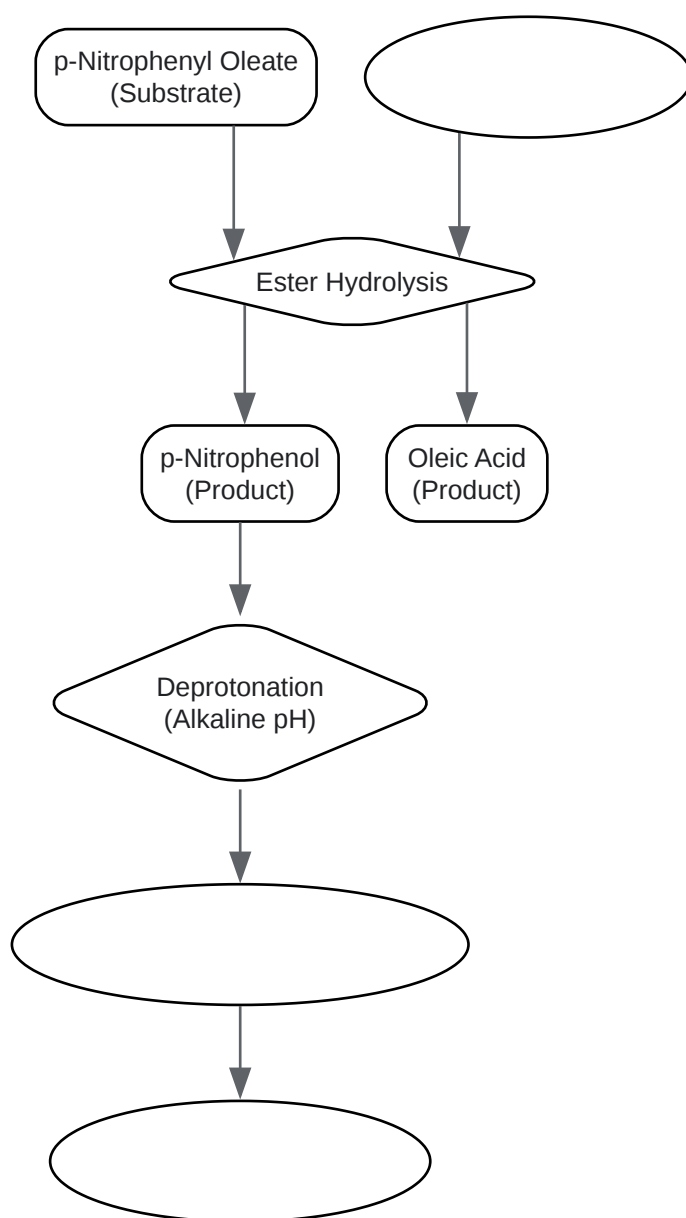 p-Nitrophenyl Oleate
(Substrate)
Ester Hydrolysis
p-Nitrophenol
(Product)
Oleic Acid
(Product)
Deprotonation
(Alkaline pH)